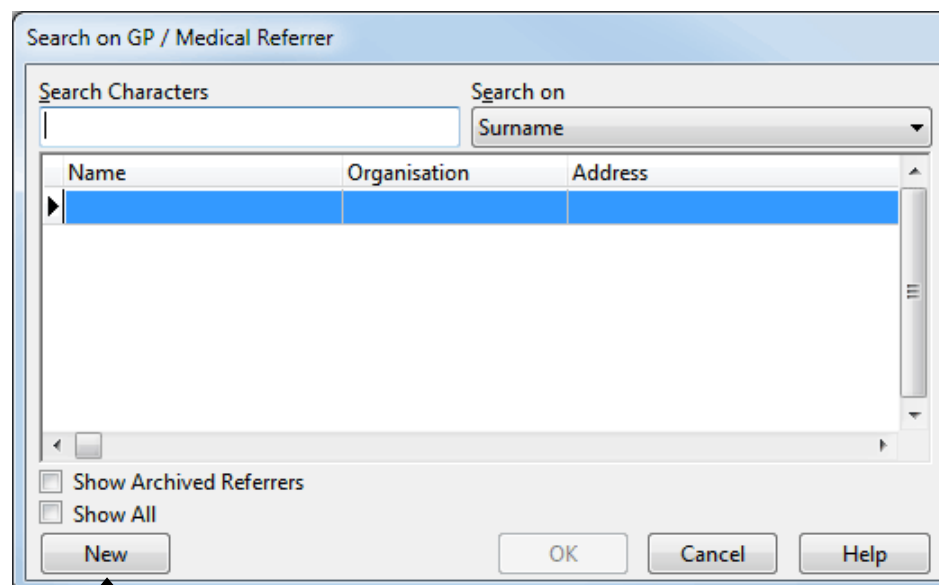 Search on GP / Medical Referrer
Search Characters Search on
Surname
Name Organisation Address
Show Archived Referrers
Show All
New OK Cancel Help